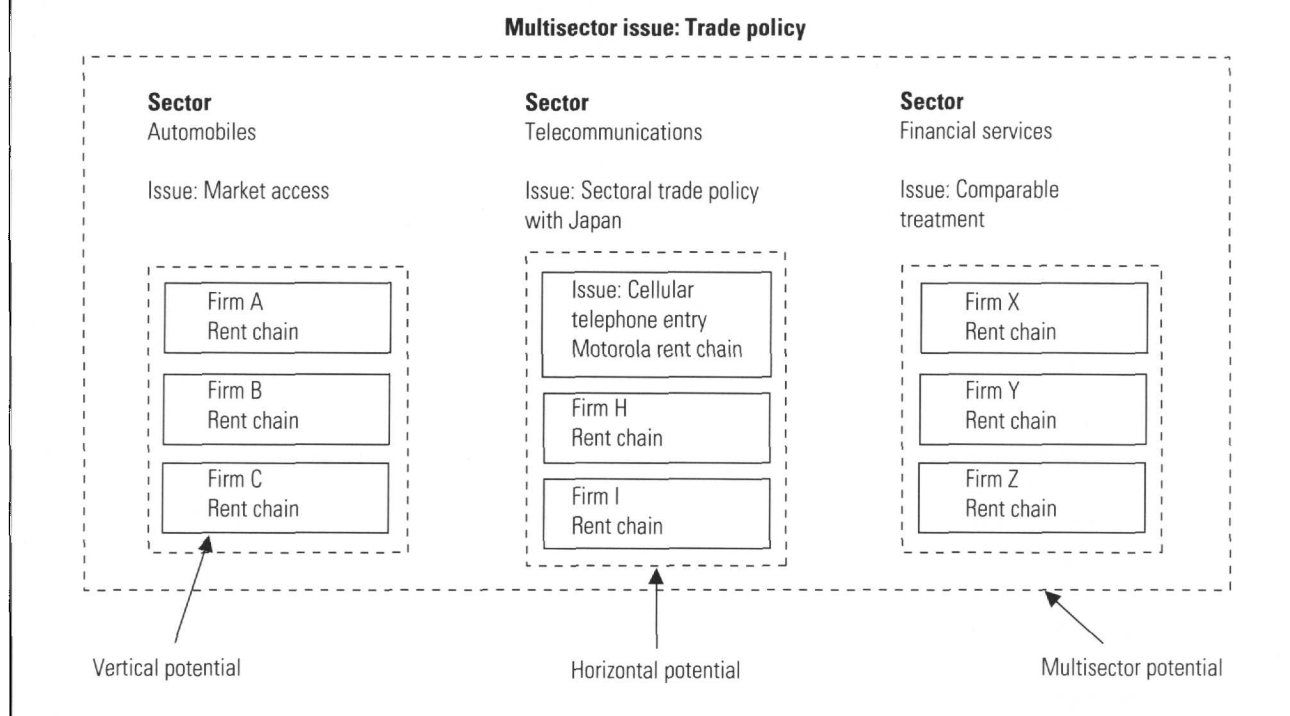 Multisector issue: Trade policy
Sector
Automobiles
Issue: Market access
Firm A
Rent chain
Firm B
Rent chain
Firm C
Rent chain
Sector
Telecommunications
Issue: Sectoral trade policy
with Japan
Issue: Cellular
telephone entry
Motorola rent chain
Firm H
Rent chain
Firm I
Rent chain
Sector
Financial services
Issue: Comparable
treatment
Firm X
Rent chain
Firm Y
Rent chain
Firm Z
Rent chain
Vertical potential
Horizontal potential
Multisector potential